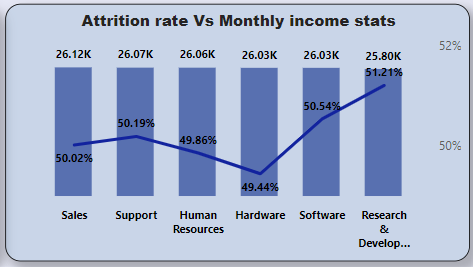 Attrition rate Vs Monthly income stats
26.12K 26.07K 26.06K 26.03K 26.03K 25.80K
52%
51.21%
50.54%
50.19%
49.86%
50.02%
50%
49.44%
Sales Support Human Hardware Software Research
Resources &
Develop...